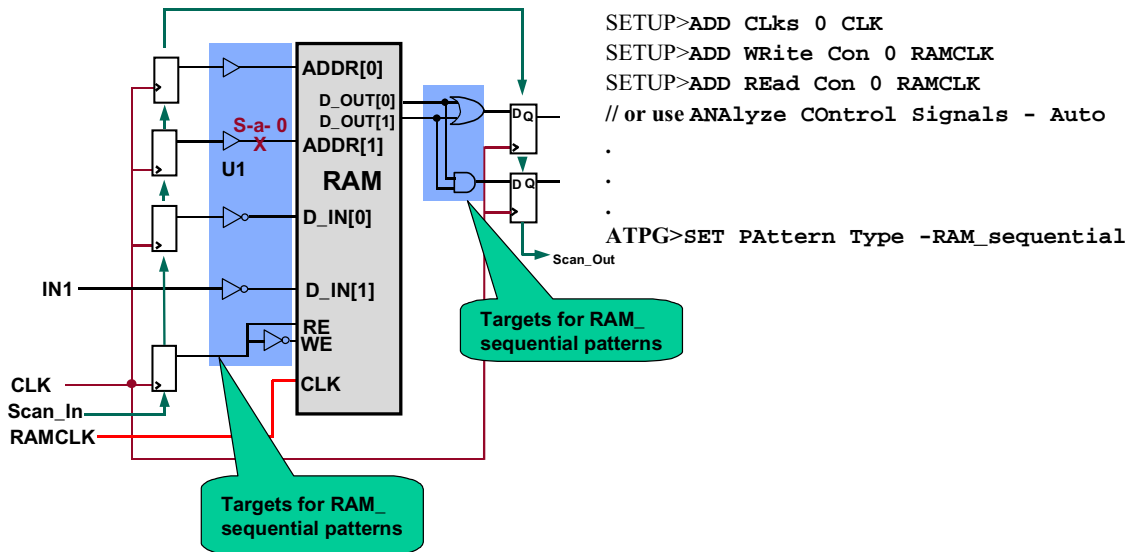 SETUP>ADD CLks 0 CLK
SETUP>ADD WRite Con 0 RAMCLK
SETUP>ADD REad Con 0 RAMCLK
// or use ANAlyze COntrol Signals - Auto
.
.
.
ATPG>SET PAttern Type -RAM_sequential
ADDR[0]
D_OUT[0]
D_OUT[1]
S-a- 0
X
ADDR[1]
U1
RAM
D Q
D Q
D_IN[0]
Scan_Out
IN1
D_IN[1]
RE
WE
CLK
CLK
Scan_In
RAMCLK
Targets for RAM_
sequential patterns
Targets for RAM_
sequential patterns